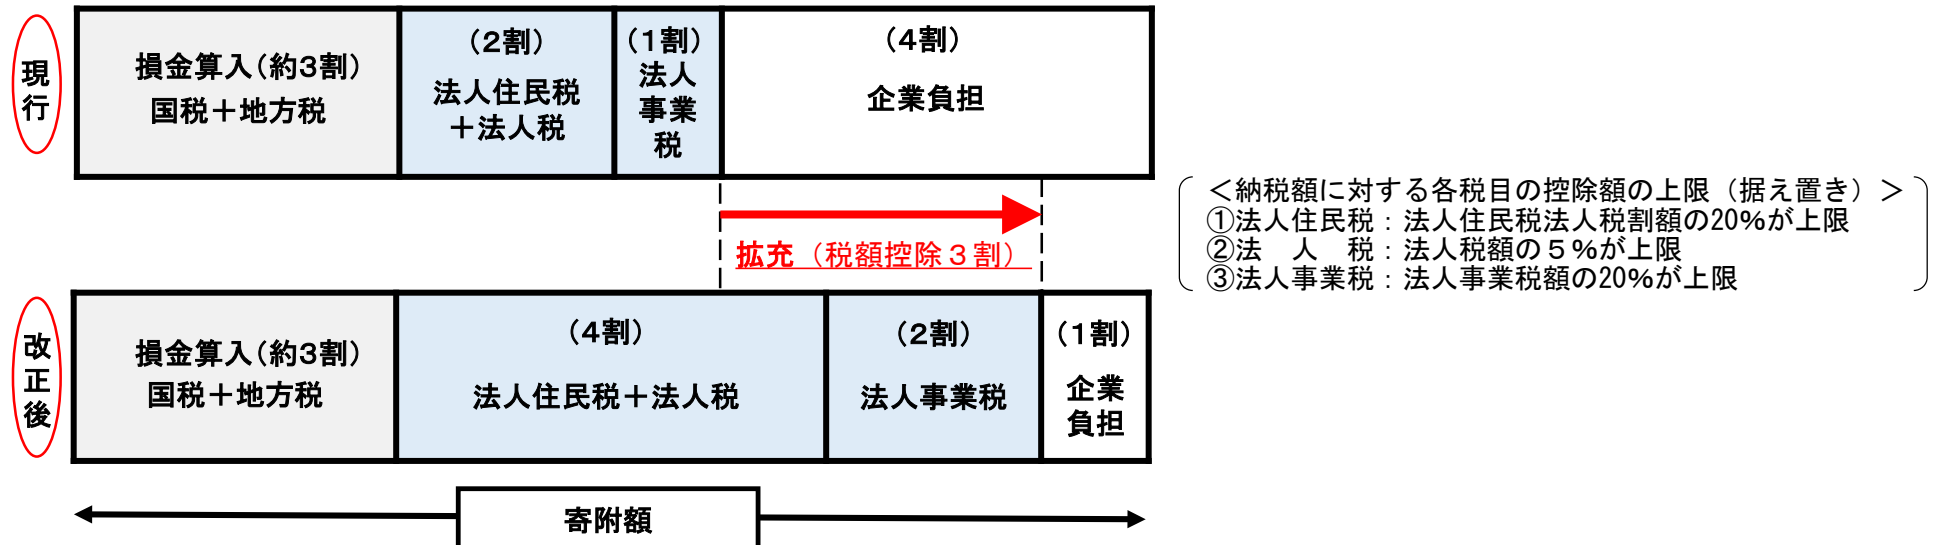 現行
損金算入（約3割）
国税＋地方税
（2割）
法人住民税
＋法人税
（1割）
法人
事業
税
（4割）
企業負担
拡充（税額控除３割）
＜納税額に対する各税目の控除額の上限（据え置き）＞
①法人住民税：法人住民税法人税割額の20%が上限
②法　人　税：法人税額の５%が上限
③法人事業税：法人事業税額の20%が上限
改正後
損金算入（約3割）
国税＋地方税
（4割）
法人住民税＋法人税
（2割）
法人事業税
（1割）
企業
負担
寄附額